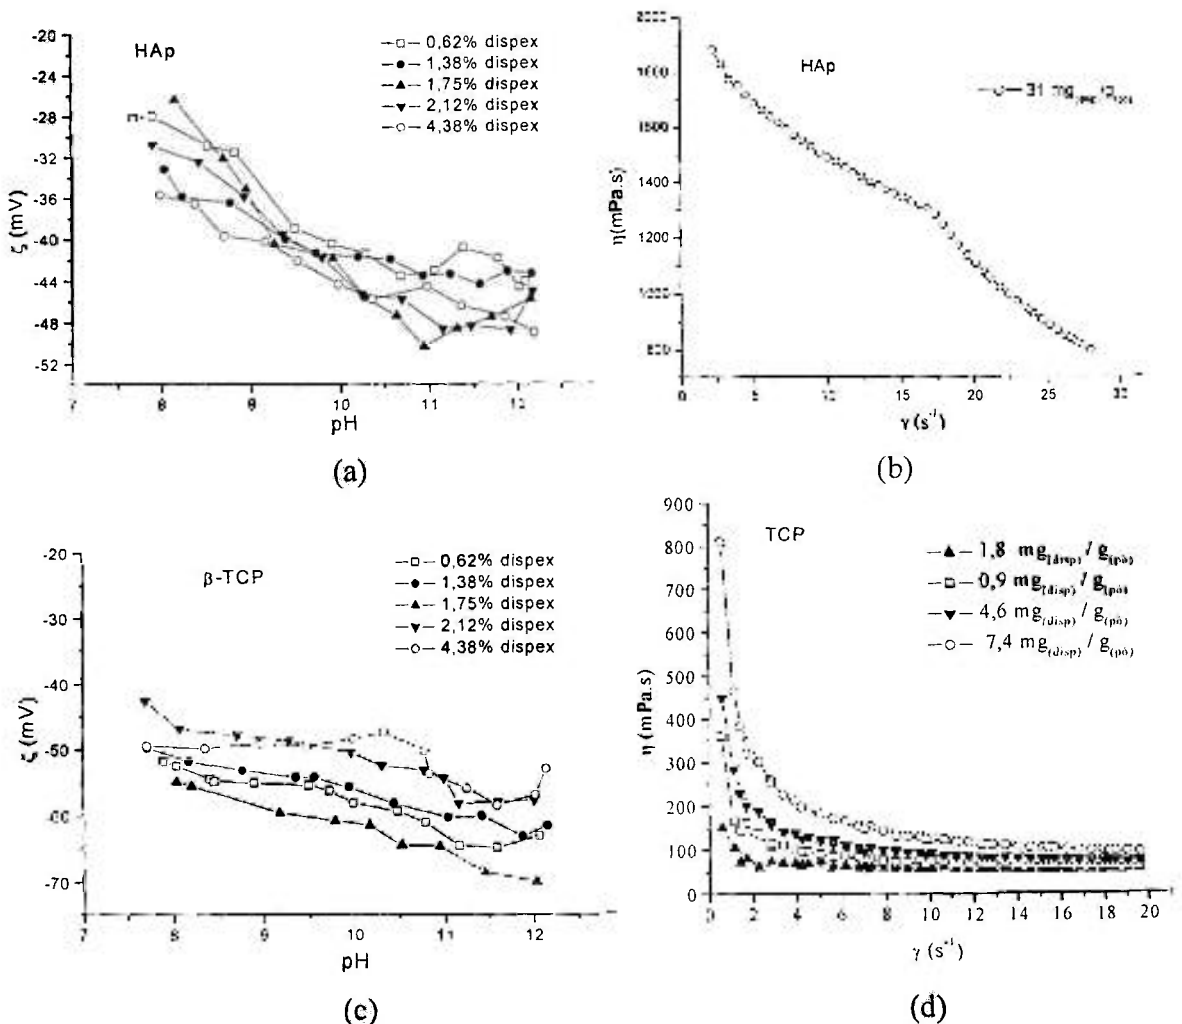 HAp
0,62% dispex
1,38% dispex
1,75% dispex
2,12% dispex
4,38% dispex
-20
-24
-28
-32
-36
-40
-44
-48
-52
ζ (mV)
7 8 9 10 11 12
pH
(a)
HAp
31 mg
1400
1200
η(mPa.s)
0 5 10 15 20 25 30
γ (s⁻¹)
(b)
β-TCP
0,62% dispex
1,38% dispex
1,75% dispex
2,12% dispex
4,38% dispex
-20
-30
-40
-50
-70
ζ (mV)
7 8 9 10 11 12
pH
(c)
TCP
1,8 mg(disp) / g(pó)
0,9 mg(disp) / g(pó)
4,6 mg(disp) / g(pó)
7,4 mg(disp) / g(pó)
900
800
700
600
500
400
300
200
100
0
η (mPa.s)
0 2 4 6 8 10 12 14 16 18 20
γ (s⁻¹)
(d)